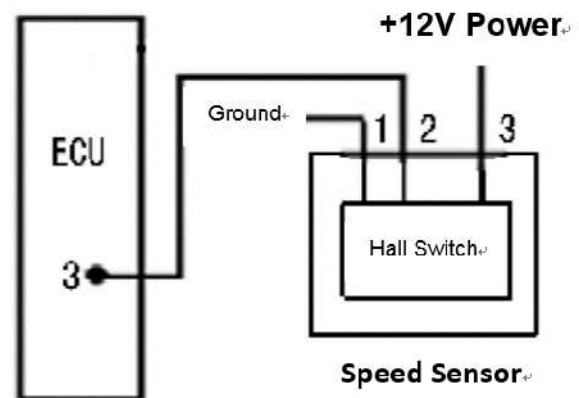 +12V Power
Ground
1 2 3
ECU
Hall Switch
3
Speed Sensor